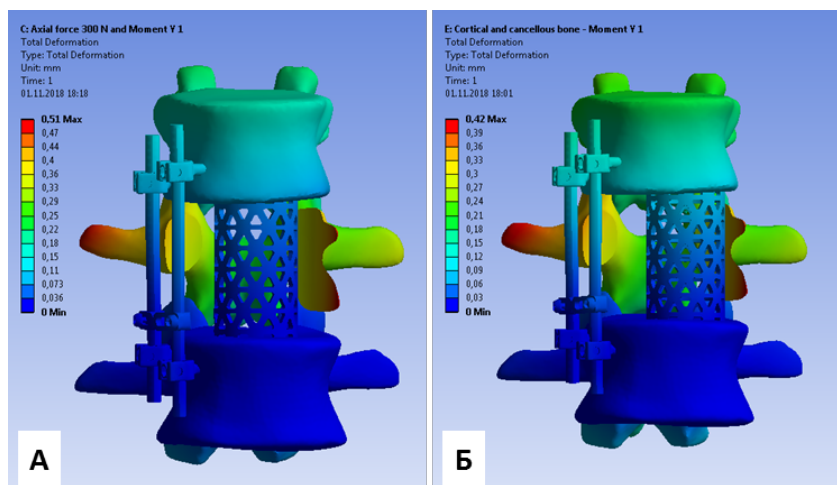 C: Axial force 300 N and Moment Y 1
Total Deformation
Type: Total Deformation
Unit: mm
Time: 1
01.11.2018 18:18
0,51 Max
0,47
0,44
0,4
0,36
0,33
0,29
0,25
0,22
0,18
0,15
0,11
0,073
0,036
0 Min
А
E: Cortical and cancellous bone - Moment Y 1
Total Deformation
Type: Total Deformation
Unit: mm
Time: 1
01.11.2018 18:01
0,42 Max
0,39
0,36
0,33
0,3
0,27
0,24
0,21
0,18
0,15
0,12
0,09
0,06
0,03
0 Min
Б